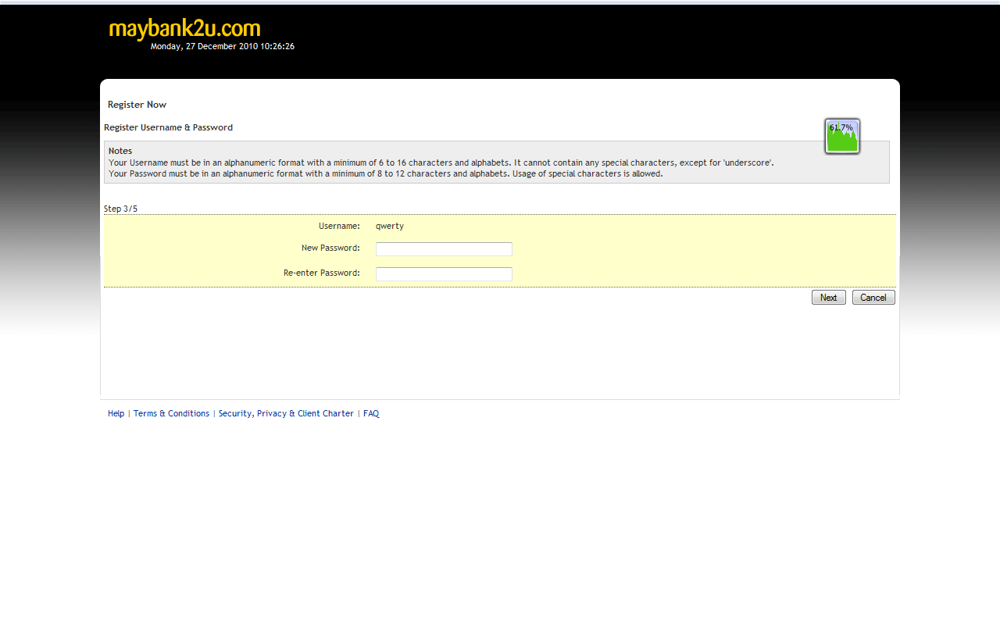 maybank2u.com
Monday, 27 December 2010 10:26:26
Register Now
Register Username & Password
61.7%
Notes
Your Username must be in an alphanumeric format with a minimum of 6 to 16 characters and alphabets. It cannot contain any special characters, except for 'underscore'.
Your Password must be in an alphanumeric format with a minimum of 8 to 12 characters and alphabets. Usage of special characters is allowed.
Step 3/5
Username: qwerty
New Password:
Re-enter Password:
Next Cancel
Help | Terms & Conditions | Security, Privacy & Client Charter | FAQ